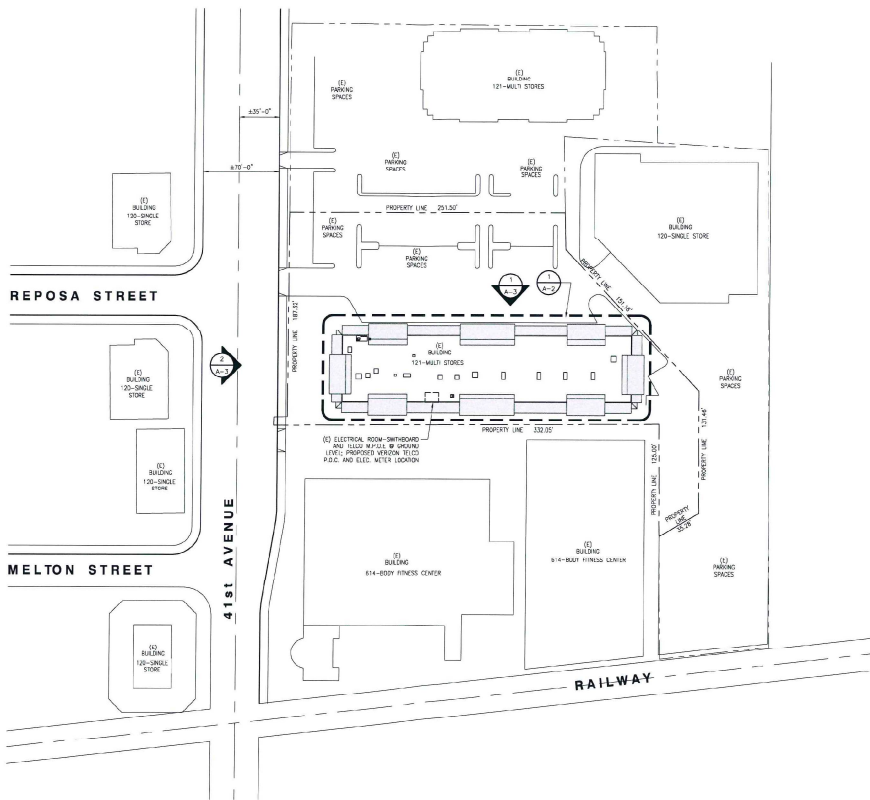 (E)
BUILDING
121-MULTI STORES
(E)
PARKING
SPACES
±35'-0"
(E)
PARKING
SPACES
(E)
PARKING
SPACES
±70'-0"
(E)
BUILDING
120-SINGLE
STORE
PROPERTY LINE 251.50'
(E)
PARKING
SPACES
(E)
PARKING
SPACES
(E)
BUILDING
120-SINGLE STORE
PROPERTY LINE 151.16'
REPOSA STREET
1
A-3
1
A-2
PROPERTY LINE 187.32'
(E)
BUILDING
121-MULTI STORES
2
A-3
(E)
BUILDING
120-SINGLE
STORE
(E)
PARKING
SPACES
PROPERTY LINE 131.46'
PROPERTY LINE 332.05'
(E) ELECTRICAL ROOM-SWITHBOARD
AND TELCO M.P.O.E @ GROUND
LEVEL; PROPOSED VERIZON TELCO
P.O.C. AND ELEC. METER LOCATION
PROPERTY LINE 125.00'
(E)
BUILDING
120-SINGLE
STORE
PROPERTY
LINE
35.28'
41st AVENUE
MELTON STREET
(E)
BUILDING
614-BODY FITNESS CENTER
(E)
BUILDING
614-BODY FITNESS CENTER
(E)
PARKING
SPACES
(E)
BUILDING
120-SINGLE
STORE
RAILWAY